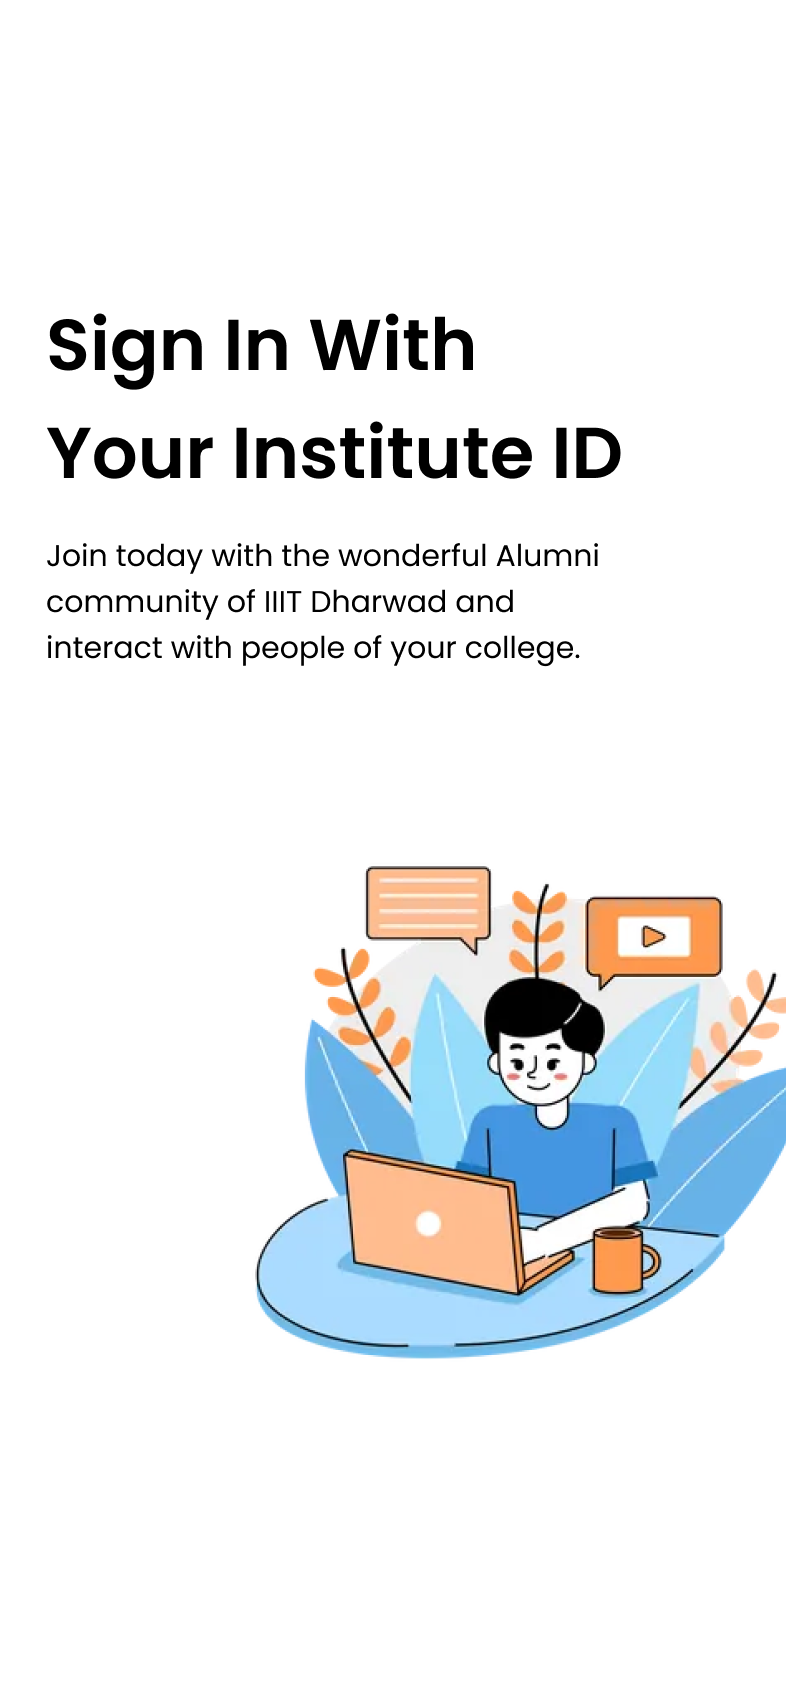 Sign In With
Your Institute ID
Join today with the wonderful Alumni
community of IIIT Dharwad and
interact with people of your college.